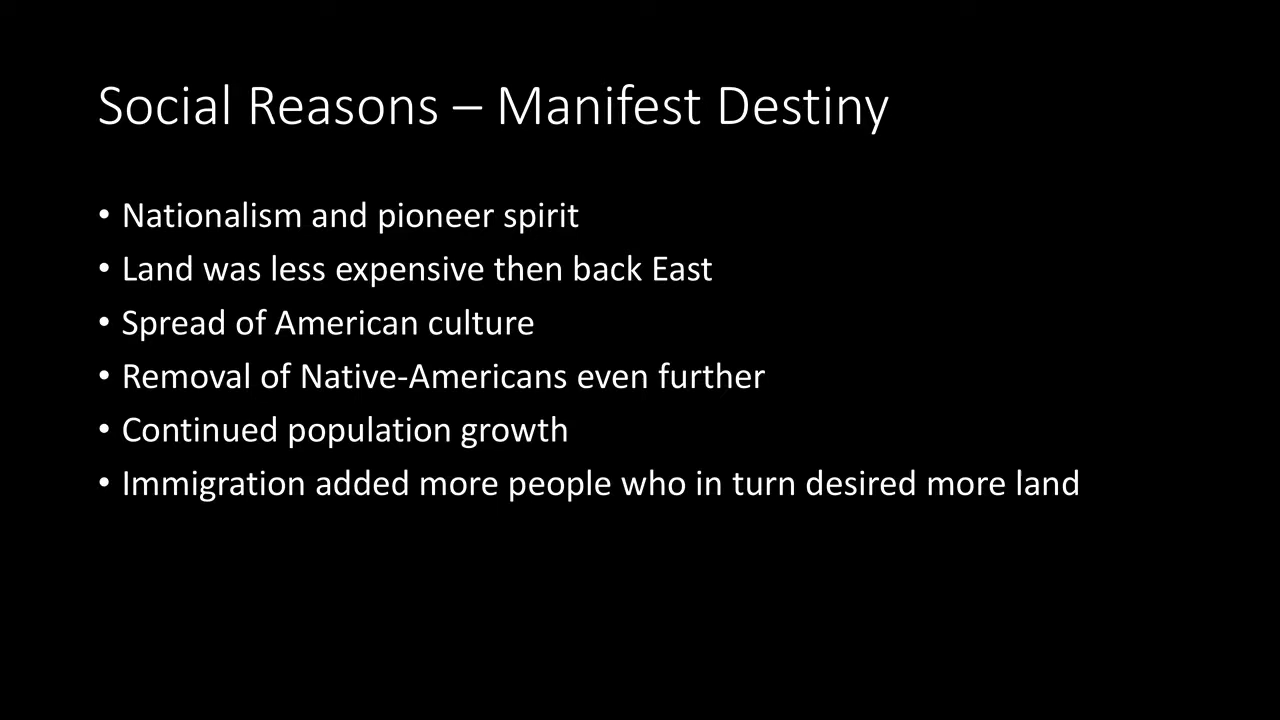 Social Reasons – Manifest Destiny
• Nationalism and pioneer spirit
• Land was less expensive then back East
• Spread of American culture
• Removal of Native-Americans even further
• Continued population growth
• Immigration added more people who in turn desired more land